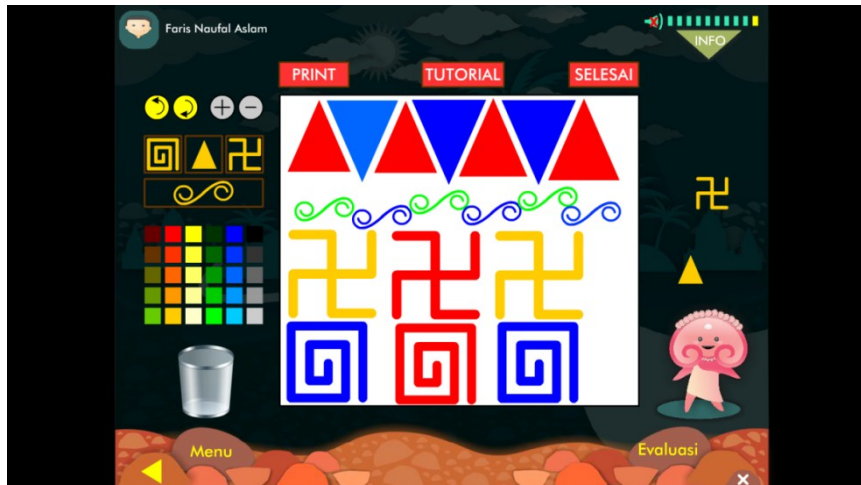 Faris Naufal Aslam
INFO
PRINT TUTORIAL SELESAI
Menu
Evaluasi